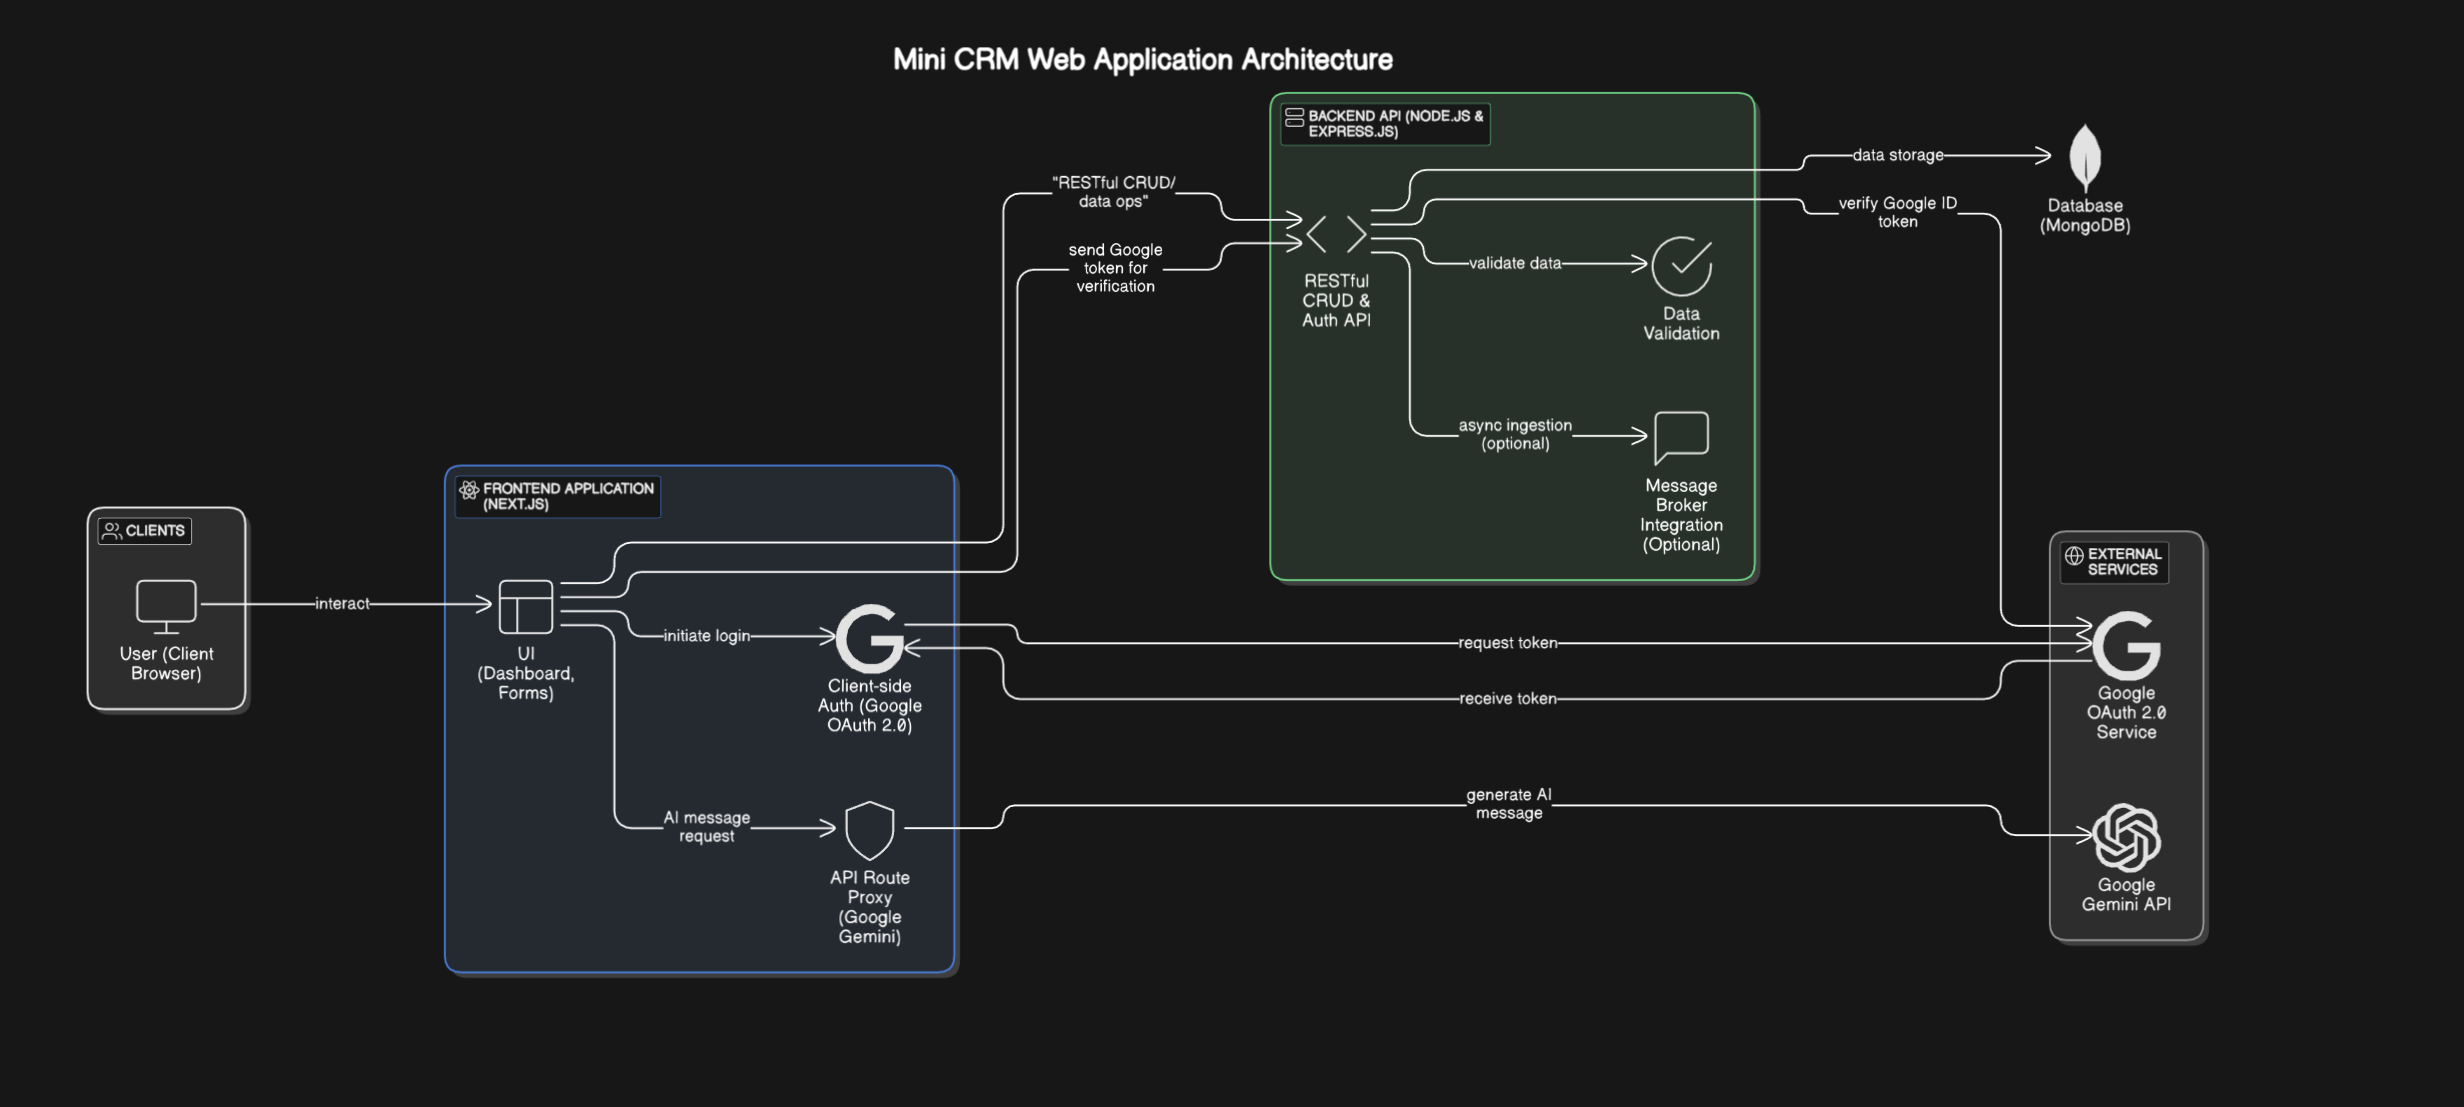 Mini CRM Web Application Architecture
BACKEND API (NODE.JS &
EXPRESS.JS)
data storage
Database
(MongoDB)
"RESTful CRUD/
data ops"
verify Google ID
token
send Google
token for
verification
RESTful
CRUD &
Auth API
validate data
Data
Validation
async ingestion
(optional)
Message
Broker
Integration
(Optional)
CLIENTS
User (Client
Browser)
interact
FRONTEND APPLICATION
(NEXT.JS)
UI
(Dashboard,
Forms)
initiate login
Client-side
Auth (Google
OAuth 2.0)
AI message
request
API Route
Proxy
(Google
Gemini)
request token
receive token
generate AI
message
EXTERNAL
SERVICES
Google
OAuth 2.0
Service
Google
Gemini API